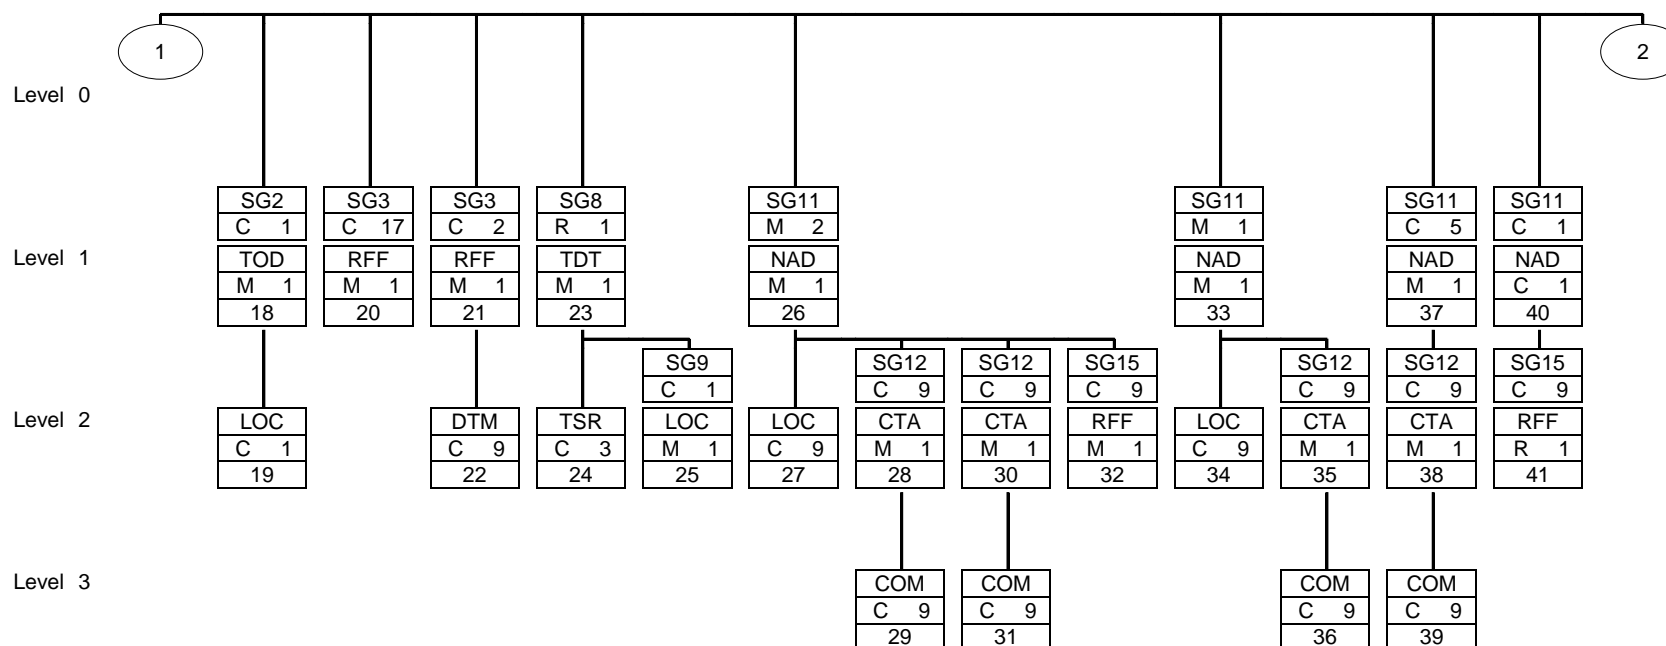 1 2
Level 0
SG2 SG3 SG3 SG8 SG11 SG11 SG11 SG11
C 1 C 17 C 2 R 1 M 2 M 1 C 5 C 1
Level 1 TOD RFF RFF TDT NAD NAD NAD NAD
M 1 M 1 M 1 M 1 M 1 M 1 M 1 C 1
18 20 21 23 26 33 37 40
SG9 SG12 SG12 SG15 SG12 SG12 SG15
C 1 C 9 C 9 C 9 C 9 C 9 C 9
Level 2 LOC DTM TSR LOC LOC CTA CTA RFF LOC CTA CTA RFF
C 1 C 9 C 3 M 1 C 9 M 1 M 1 M 1 C 9 M 1 M 1 R 1
19 22 24 25 27 28 30 32 34 35 38 41
Level 3 COM COM COM COM
C 9 C 9 C 9 C 9
29 31 36 39